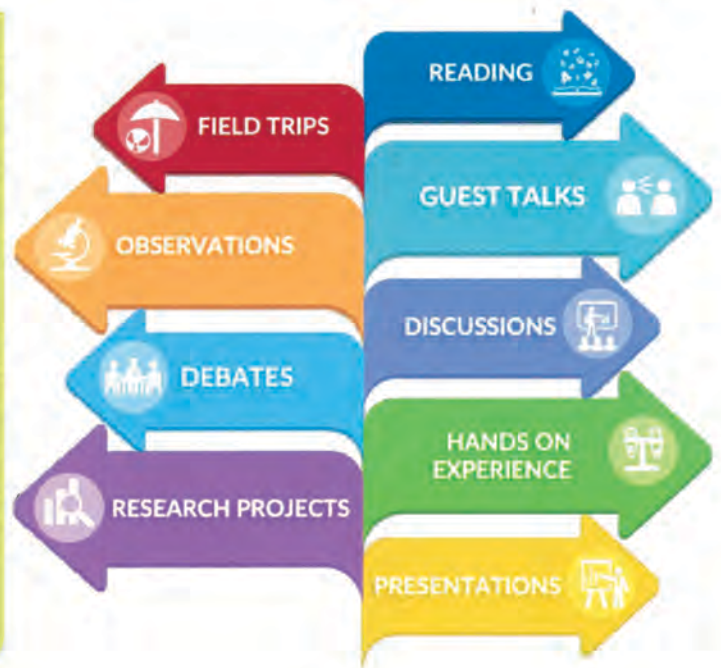 READING
FIELD TRIPS
GUEST TALKS
OBSERVATIONS
DISCUSSIONS
DEBATES
HANDS ON
EXPERIENCE
RESEARCH PROJECTS
PRESENTATIONS